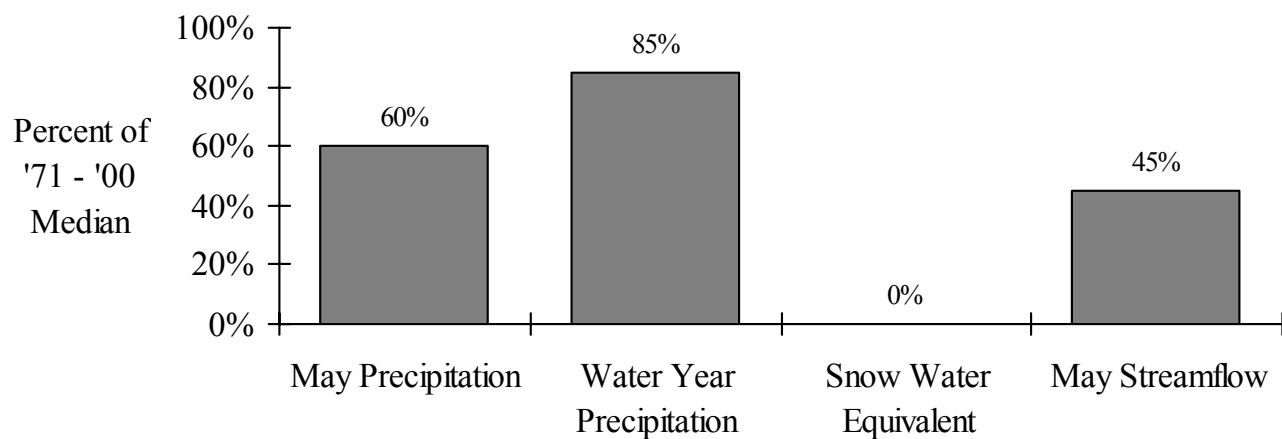 100%
80%
60%
40%
20%
0%
Percent of
'71 - '00
Median
60%
85%
0%
45%
May Precipitation
Water Year
Precipitation
Snow Water
Equivalent
May Streamflow